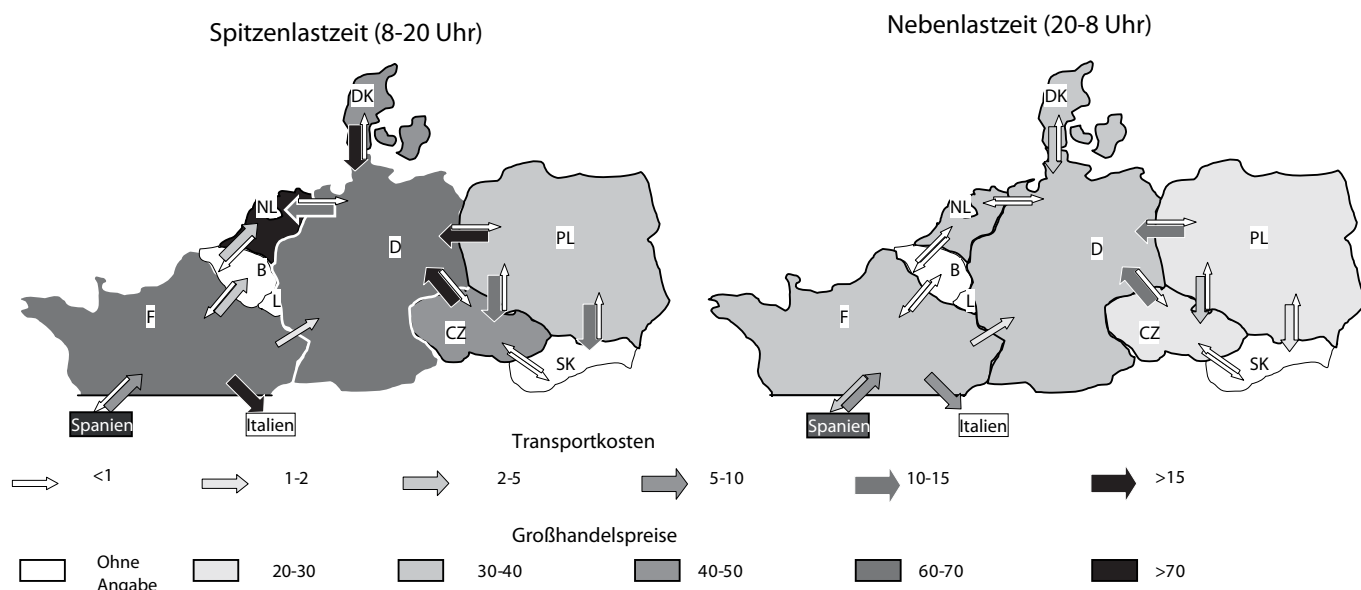 Spitzenlastzeit (8-20 Uhr)
Nebenlastzeit (20-8 Uhr)
DK
NL
PL
D
B
L
F
CZ
SK
Spanien
Italien
DK
NL
PL
D
B
L
F
CZ
SK
Spanien
Italien
Transportkosten
<1
1-2
2-5
5-10
10-15
>15
Großhandelspreise
Ohne
Angabe
20-30
30-40
40-50
60-70
>70